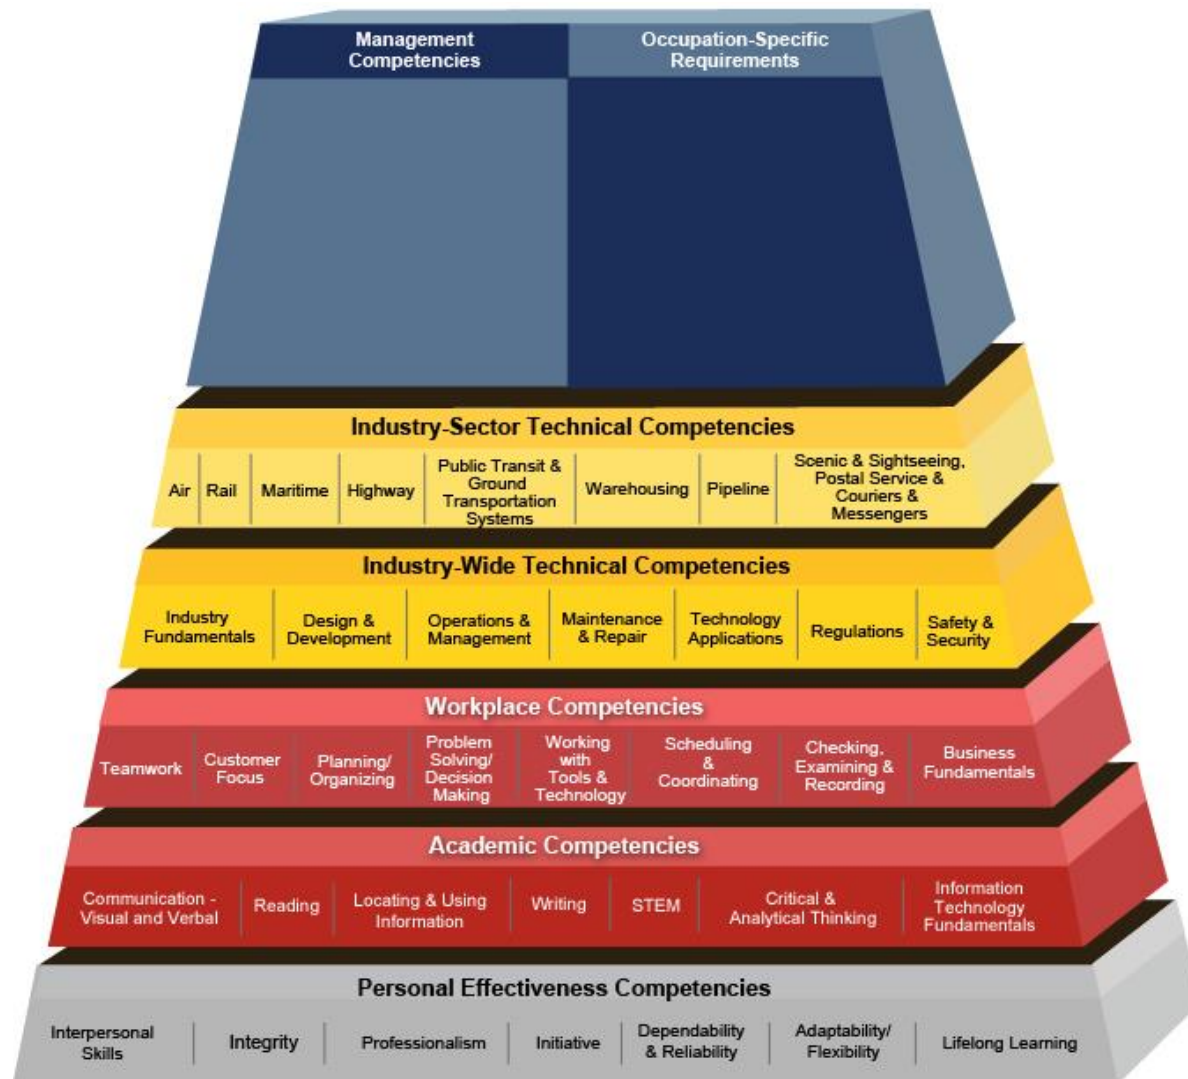 Management
Competencies
Occupation-Specific
Requirements
Industry-Sector Technical Competencies
Air
Rail
Maritime
Highway
Public Transit &
Ground
Transportation
Systems
Warehousing
Pipeline
Scenic & Sightseeing,
Postal Service &
Couriers &
Messengers
Industry-Wide Technical Competencies
Industry
Fundamentals
Design &
Development
Operations &
Management
Maintenance
& Repair
Technology
Applications
Regulations
Safety &
Security
Workplace Competencies
Teamwork
Customer
Focus
Planning/
Organizing
Problem
Solving/
Decision
Making
Working
with
Tools &
Technology
Scheduling
&
Coordinating
Checking,
Examining &
Recording
Business
Fundamentals
Academic Competencies
Communication -
Visual and Verbal
Reading
Locating & Using
Information
Writing
STEM
Critical &
Analytical Thinking
Information
Technology
Fundamentals
Personal Effectiveness Competencies
Interpersonal
Skills
Integrity
Professionalism
Initiative
Dependability
& Reliability
Adaptability/
Flexibility
Lifelong Learning